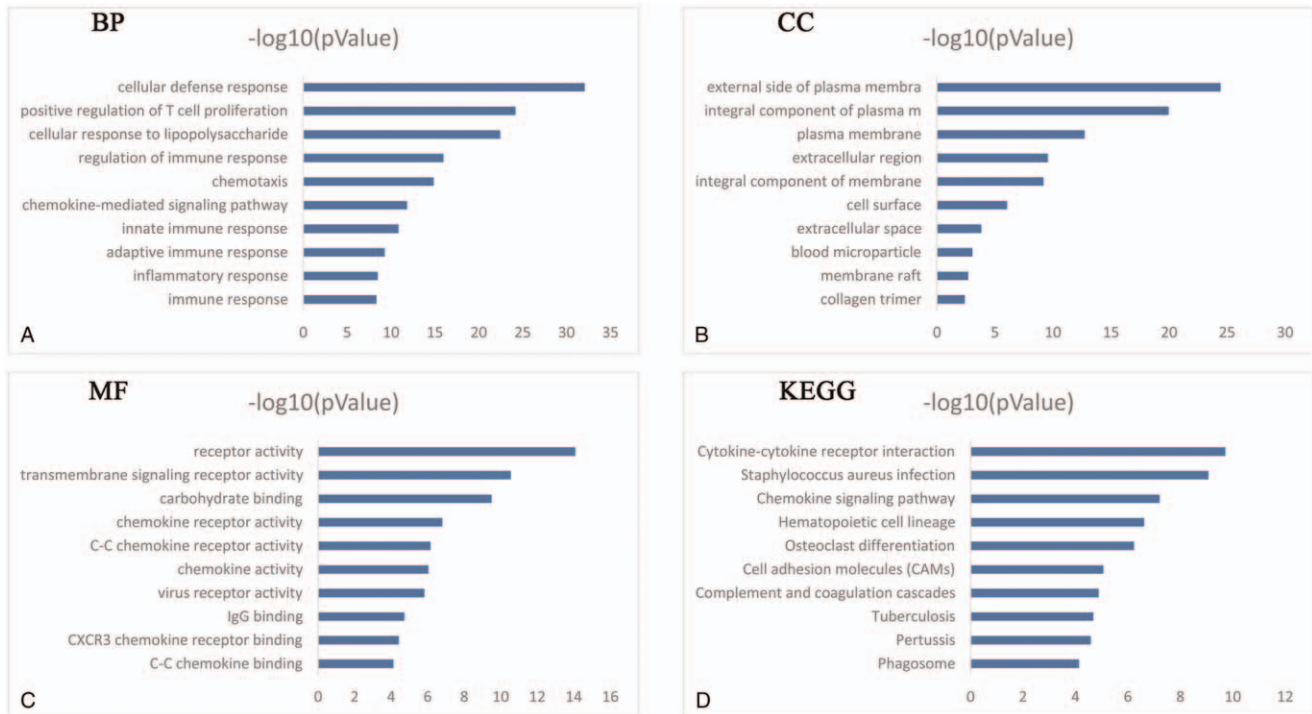 BP
-log10(pValue)
cellular defense response
positive regulation of T cell proliferation
cellular response to lipopolysaccharide
regulation of immune response
chemotaxis
chemokine-mediated signaling pathway
innate immune response
adaptive immune response
inflammatory response
immune response
0 5 10 15 20 25 30 35
A
CC
-log10(pValue)
external side of plasma membra
integral component of plasma m
plasma membrane
extracellular region
integral component of membrane
cell surface
extracellular space
blood microparticle
membrane raft
collagen trimer
0 5 10 15 20 25 30
B
MF
-log10(pValue)
receptor activity
transmembrane signaling receptor activity
carbohydrate binding
chemokine receptor activity
C-C chemokine receptor activity
chemokine activity
virus receptor activity
IgG binding
CXCR3 chemokine receptor binding
C-C chemokine binding
0 2 4 6 8 10 12 14 16
C
KEGG
-log10(pValue)
Cytokine-cytokine receptor interaction
Staphylococcus aureus infection
Chemokine signaling pathway
Hematopoietic cell lineage
Osteoclast differentiation
Cell adhesion molecules (CAMs)
Complement and coagulation cascades
Tuberculosis
Pertussis
Phagosome
0 2 4 6 8 10 12
D